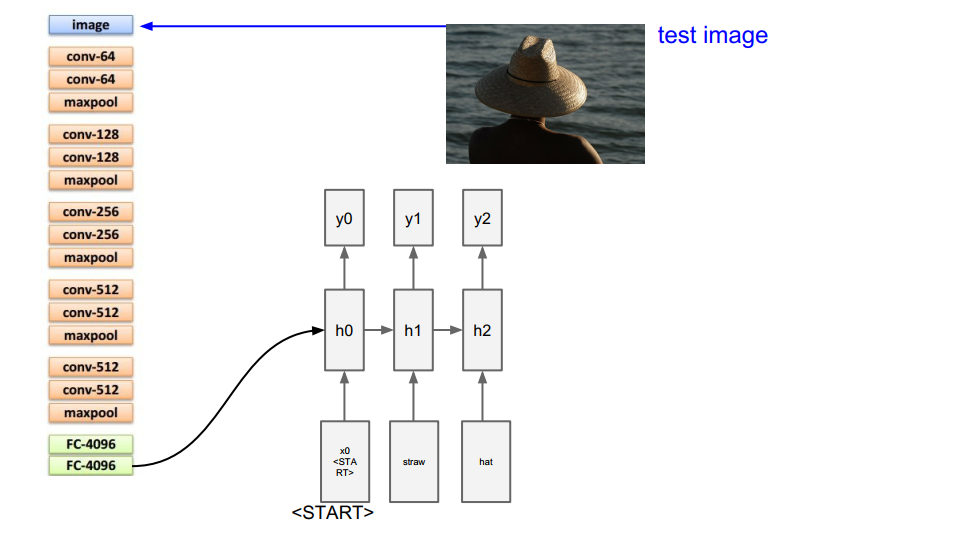 image
conv-64
conv-64
maxpool
conv-128
conv-128
maxpool
conv-256
conv-256
maxpool
conv-512
conv-512
maxpool
conv-512
conv-512
maxpool
FC-4096
FC-4096
test image
y0
y1
y2
h0
h1
h2
x0
<STA
RT>
straw
hat
<START>